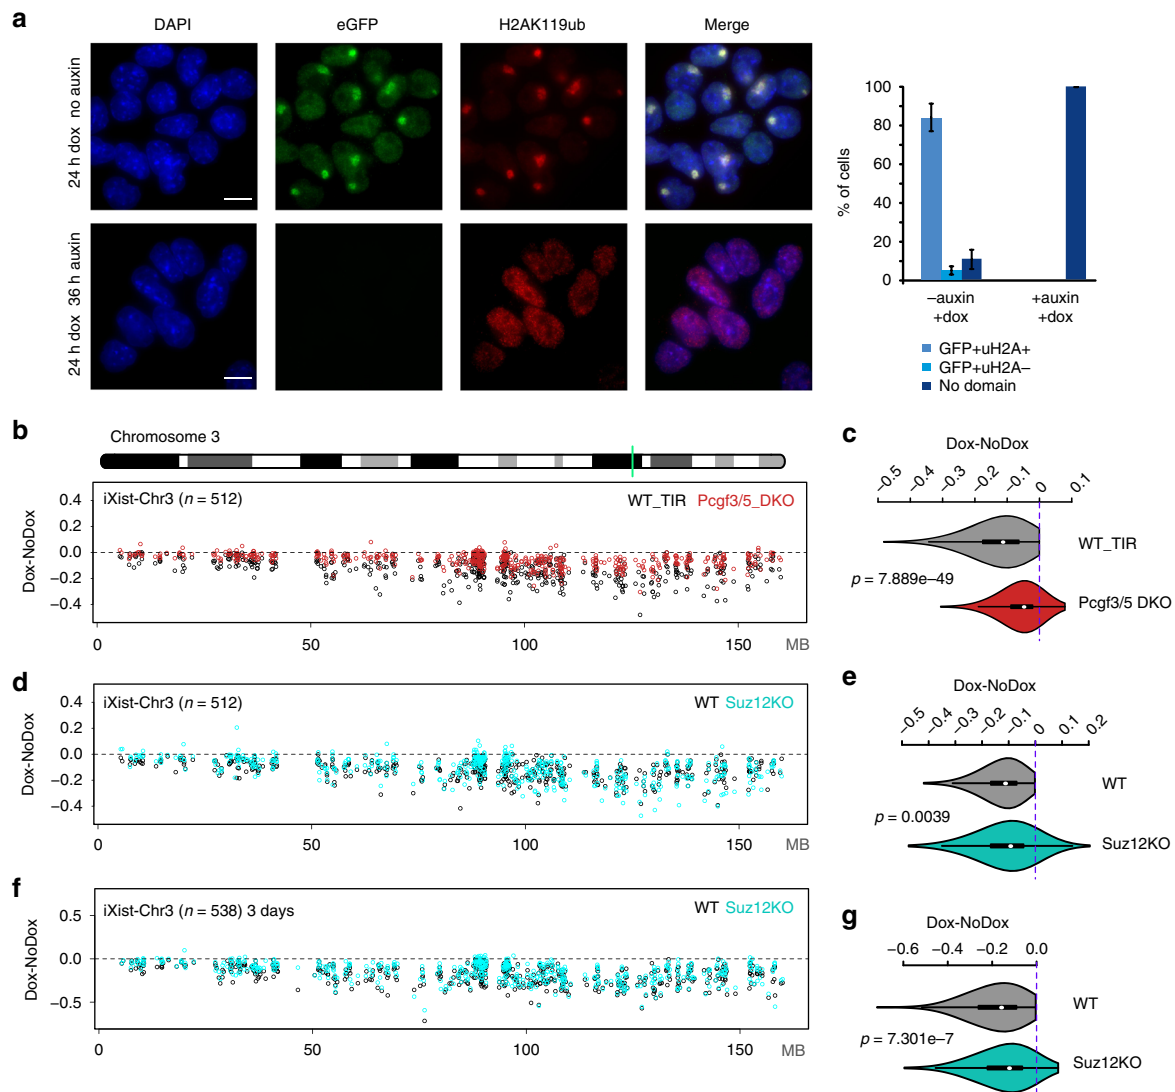 a
DAPI eGFP H2AK119ub Merge
24 h dox no auxin
24 h dox 36 h auxin
% of cells
100
80
60
40
20
0
–auxin +auxin
+dox +dox
GFP+uH2A+
GFP+uH2A–
No domain
b
Chromosome 3
iXist-Chr3 (n = 512) WT_TIR Pcgf3/5_DKO
Dox-NoDox
0.4
0.2
0.0
−0.2
−0.4
0 50 100 150 MB
c
Dox-NoDox
−0.5 −0.4 −0.3 −0.2 −0.1 0 0.1
WT_TIR
p = 7.889e–49
Pcgf3/5 DKO
d
iXist-Chr3 (n = 512) WT Suz12KO
Dox-NoDox
0.4
0.2
0.0
−0.2
−0.4
0 50 100 150 MB
e
Dox-NoDox
−0.5 −0.4 −0.3 −0.2 −0.1 0 0.1 0.2
WT
p = 0.0039
Suz12KO
f
iXist-Chr3 (n = 538) 3 days WT Suz12KO
Dox-NoDox
0.5
0.0
−0.5
0 50 100 150 MB
g
Dox-NoDox
−0.6 −0.4 −0.2 0.0
WT
p = 7.301e–7
Suz12KO